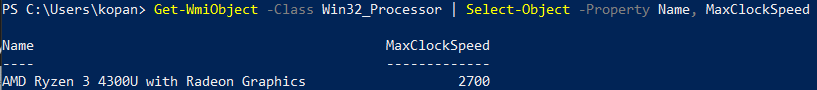 PS C:\Users\kopan> Get-WmiObject -Class Win32_Processor | Select-Object -Property Name, MaxClockSpeed
Name MaxClockSpeed
---- -------------
AMD Ryzen 3 4300U with Radeon Graphics 2700